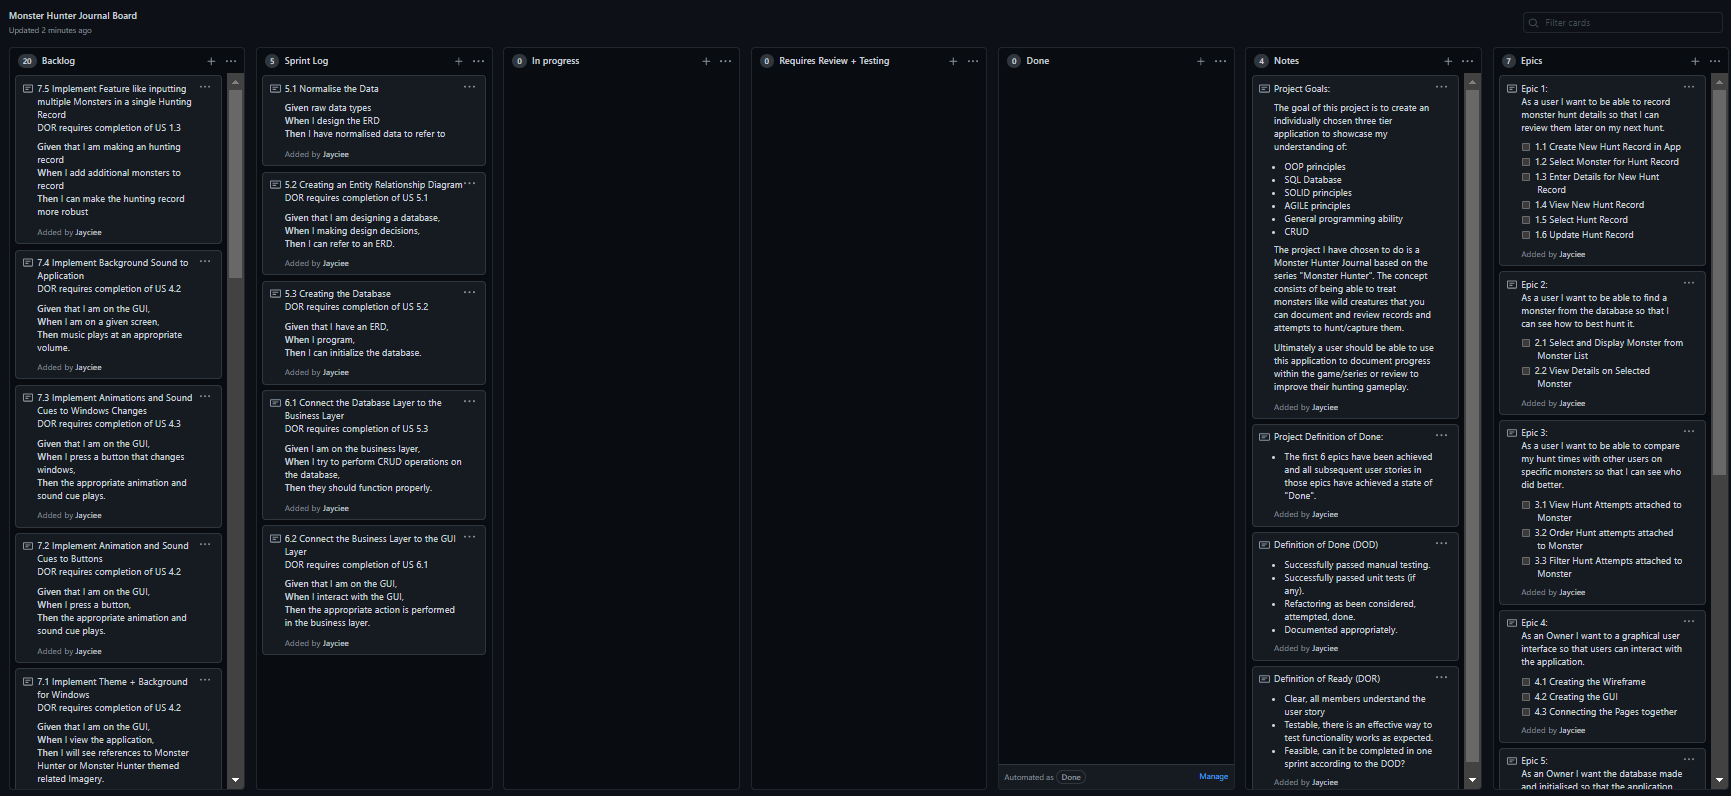 Monster Hunter Journal Board
Updated 2 minutes ago
Filter cards
20 Backlog
7.5 Implement Feature like inputting
multiple Monsters in a single Hunting
Record
DOR requires completion of US 1.3
Given that I am making an hunting
record
When I add additional monsters to
record
Then I can make the hunting record
more robust
Added by Jayciee
7.4 Implement Background Sound to
Application
DOR requires completion of US 4.2
Given that I am on the GUI,
When I am on a given screen,
Then music plays at an appropriate
volume.
Added by Jayciee
7.3 Implement Animations and Sound
Cues to Windows Changes
DOR requires completion of US 4.3
Given that I am on the GUI,
When I press a button that changes
windows,
Then the appropriate animation and
sound cue plays.
Added by Jayciee
7.2 Implement Animation and Sound
Cues to Buttons
DOR requires completion of US 4.2
Given that I am on the GUI,
When I press a button,
Then the appropriate animation and
sound cue plays.
Added by Jayciee
7.1 Implement Theme + Background
for Windows
DOR requires completion of US 4.2
Given that I am on the GUI,
When I view the application,
Then I will see references to Monster
Hunter or Monster Hunter themed
related Imagery.
5 Sprint Log
5.1 Normalise the Data
Given raw data types
When I design the ERD
Then I have normalised data to refer to
Added by Jayciee
5.2 Creating an Entity Relationship Diagram
DOR requires completion of US 5.1
Given that I am designing a database,
When I making design decisions,
Then I can refer to an ERD.
Added by Jayciee
5.3 Creating the Database
DOR requires completion of US 5.2
Given that I have an ERD,
When I program,
Then I can initialize the database.
Added by Jayciee
6.1 Connect the Database Layer to the
Business Layer
DOR requires completion of US 5.3
Given I am on the business layer,
When I try to perform CRUD operations on
the database,
Then they should function properly.
Added by Jayciee
6.2 Connect the Business Layer to the GUI
Layer
DOR requires completion of US 6.1
Given that I am on the GUI,
When I interact with the GUI,
Then the appropriate action is performed
in the business layer.
Added by Jayciee
0 In progress
0 Requires Review + Testing
0 Done
Automated as Done Manage
4 Notes
Project Goals:
The goal of this project is to create an
individually chosen three tier
application to showcase my
understanding of:
• OOP principles
• SQL Database
• SOLID principles
• AGILE principles
• General programming ability
• CRUD
The project I have chosen to do is a
Monster Hunter Journal based on the
series "Monster Hunter". The concept
consists of being able to treat
monsters like wild creatures that you
can document and review records and
attempts to hunt/capture them.
Ultimately a user should be able to use
this application to document progress
within the game/series or review to
improve their hunting gameplay.
Added by Jayciee
Project Definition of Done:
• The first 6 epics have been achieved
and all subsequent user stories in
those epics have achieved a state of
"Done".
Added by Jayciee
Definition of Done (DOD)
• Successfully passed manual testing.
• Successfully passed unit tests (if
any).
• Refactoring as been considered,
attempted, done.
• Documented appropriately.
Added by Jayciee
Definition of Ready (DOR)
• Clear, all members understand the
user story
• Testable, there is an effective way to
test functionality works as expected.
• Feasible, can it be completed in one
sprint according to the DOD?
Added by Jayciee
7 Epics
Epic 1:
As a user I want to be able to record
monster hunt details so that I can
review them later on my next hunt.
1.1 Create New Hunt Record in App
1.2 Select Monster for Hunt Record
1.3 Enter Details for New Hunt
Record
1.4 View New Hunt Record
1.5 Select Hunt Record
1.6 Update Hunt Record
Added by Jayciee
Epic 2:
As a user I want to be able to find a
monster from the database so that I
can see how to best hunt it.
2.1 Select and Display Monster from
Monster List
2.2 View Details on Selected
Monster
Added by Jayciee
Epic 3:
As a user I want to be able to compare
my hunt times with other users on
specific monsters so that I can see who
did better.
3.1 View Hunt Attempts attached to
Monster
3.2 Order Hunt attempts attached
to Monster
3.3 Filter Hunt Attempts attached to
Monster
Added by Jayciee
Epic 4:
As an Owner I want to a graphical user
interface so that users can interact with
the application.
4.1 Creating the Wireframe
4.2 Creating the GUI
4.3 Connecting the Pages together
Added by Jayciee
Epic 5:
As an Owner I want the database made
and initialised so that the application